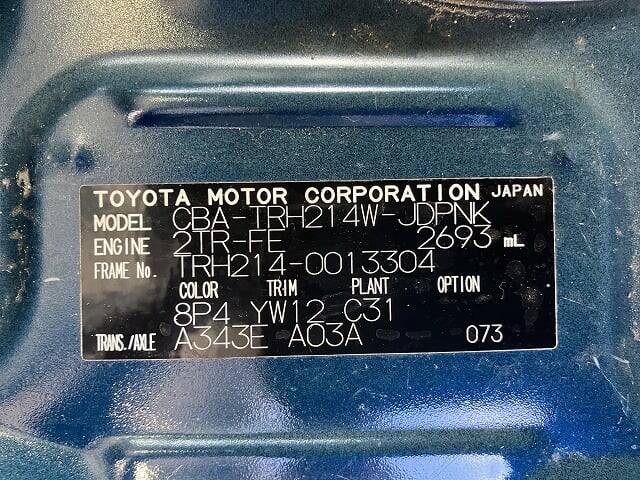 TOYOTA MOTOR CORPORATION JAPAN
MODEL CBA-TRH214W-JDPNK
ENGINE 2TR-FE 2693 mL
FRAME No. TRH214-0013304
COLOR TRIM PLANT OPTION
8P4 YW12 C31
TRANS./AXLE A343E A03A 073